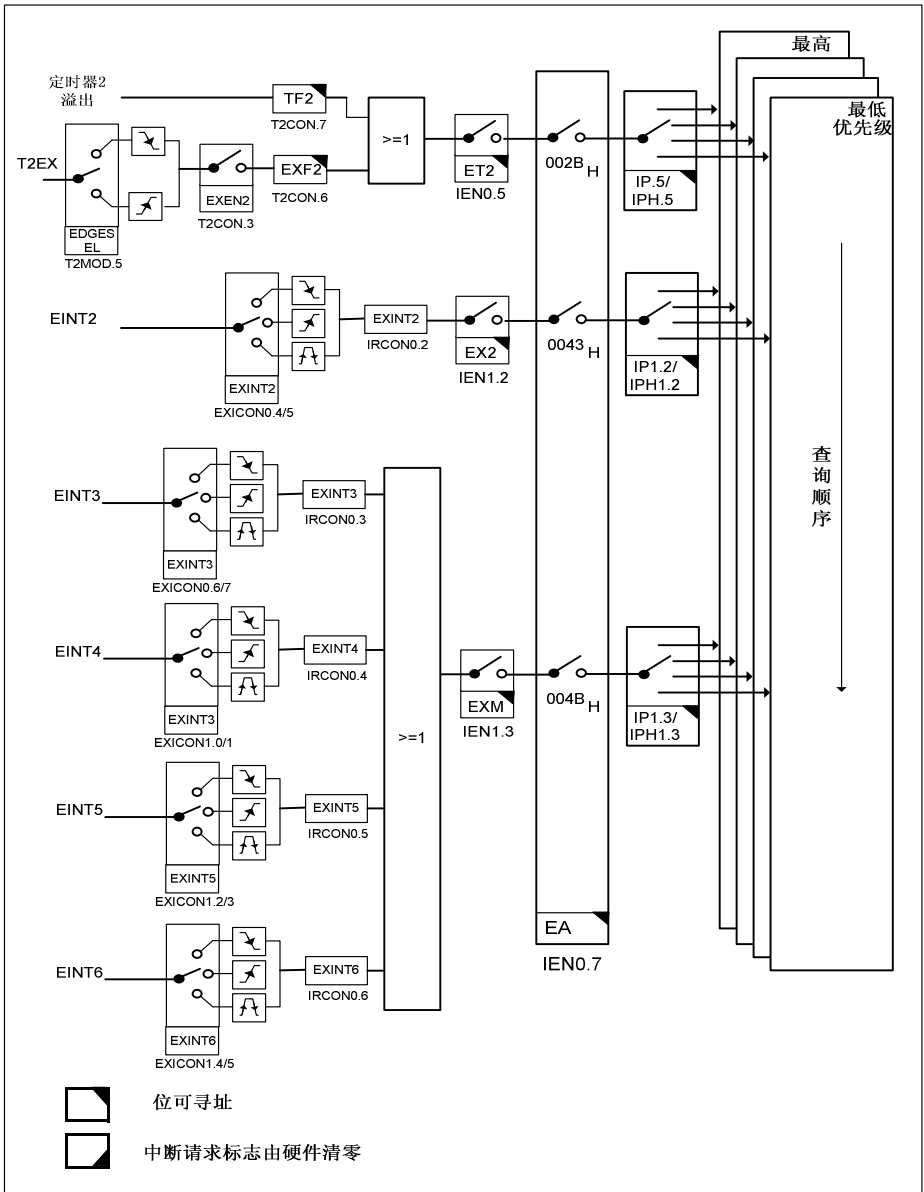 最高
最低
优先级
定时器2
溢出
TF2
T2CON.7
>=1
T2EX
EXF2
T2CON.6
EXEN2
T2CON.3
EDGES
EL
T2MOD.5
ET2
IEN0.5
002B H
IP.5/
IPH.5
EINT2
EXINT2
EXICON0.4/5
EXINT2
IRCON0.2
EX2
IEN1.2
0043 H
IP1.2/
IPH1.2
查询顺序
EINT3
EXINT3
EXICON0.6/7
EXINT3
IRCON0.3
EINT4
EXINT3
EXICON1.0/1
EXINT4
IRCON0.4
>=1
EXM
IEN1.3
004B H
IP1.3/
IPH1.3
EINT5
EXINT5
EXICON1.2/3
EXINT5
IRCON0.5
EINT6
EXINT6
EXICON1.4/5
EXINT6
IRCON0.6
EA
IEN0.7
位可寻址
中断请求标志由硬件清零